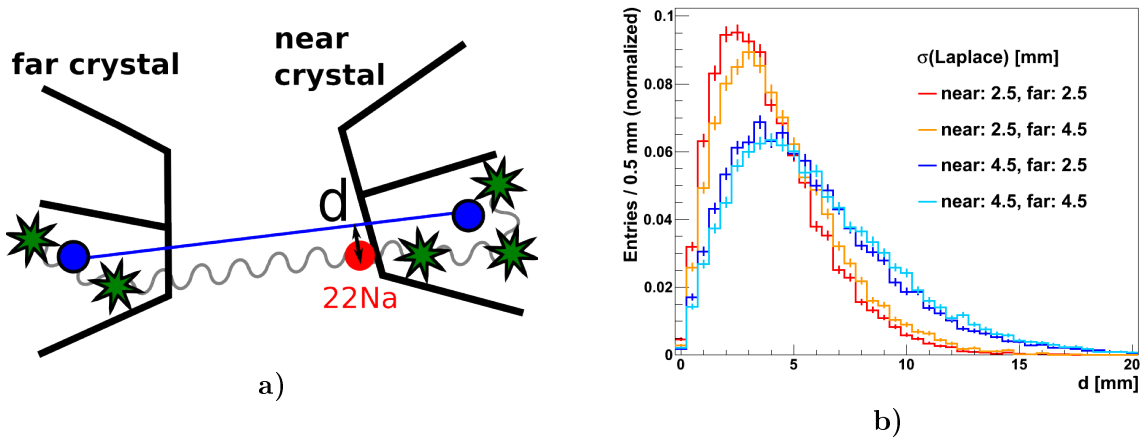 far crystal
near
crystal
d
22Na
a)
Entries / 0.5 mm (normalized)
0.1
0.08
0.06
0.04
0.02
0
0 5 10 15 20
d [mm]
σ(Laplace) [mm]
near: 2.5, far: 2.5
near: 2.5, far: 4.5
near: 4.5, far: 2.5
near: 4.5, far: 4.5
b)